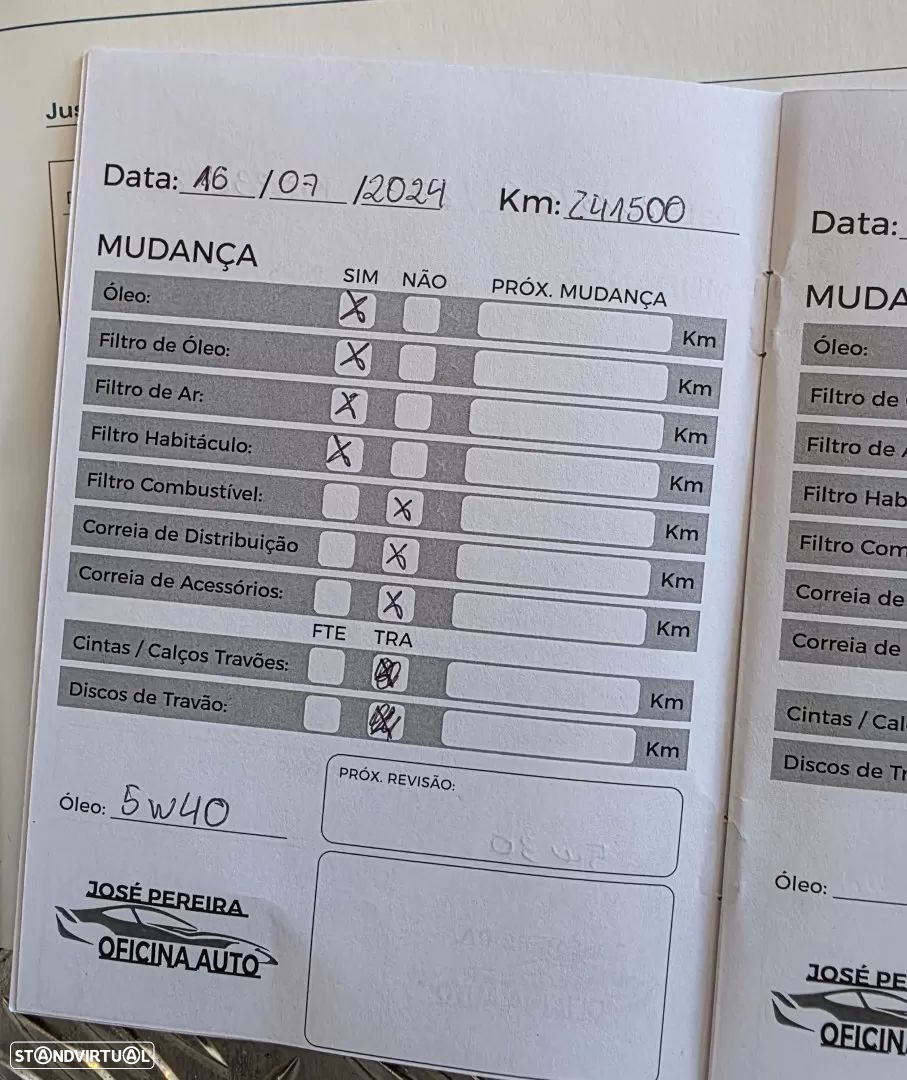 Jus
Data: 16 / 07 / 2024 Km: 241500
MUDANÇA
SIM NÃO PRÓX. MUDANÇA
Óleo: X Km
Filtro de Óleo: X Km
Filtro de Ar: X Km
Filtro Habitáculo: X Km
Filtro Combustível: X Km
Correia de Distribuição X Km
Correia de Acessórios: X Km
FTE TRA
Cintas / Calços Travões: Km
Discos de Travão: Km
PRÓX. REVISÃO:
Óleo: 5W40
5w30
JOSÉ PEREIRA
OFICINA AUTO
Data:
MUDA
Óleo:
Filtro de
Filtro de A
Filtro Hab
Filtro Com
Correia de
Correia de
Cintas / Cal
Discos de Tr
Óleo:
JOSÉ PE
OFICIN
STANDVIRTUAL